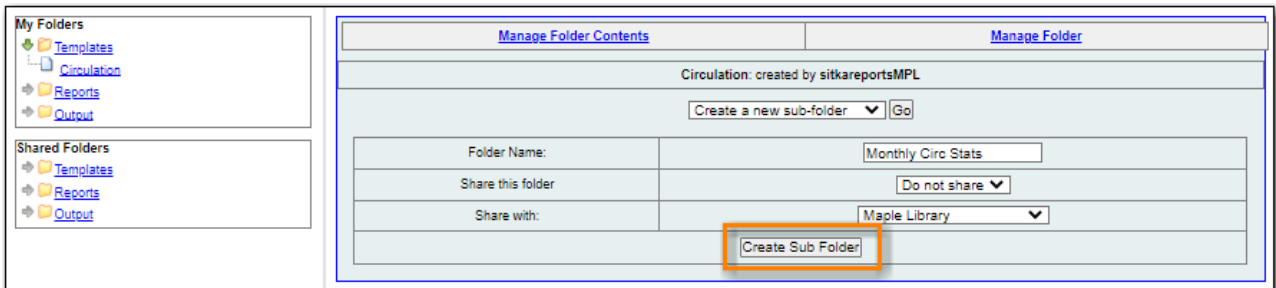 My Folders
Templates
Circulation
Reports
Output
Shared Folders
Templates
Reports
Output
Manage Folder Contents Manage Folder
Circulation: created by sitkareportsMPL
Create a new sub-folder Go
Folder Name: Monthly Circ Stats
Share this folder Do not share
Share with: Maple Library
Create Sub Folder